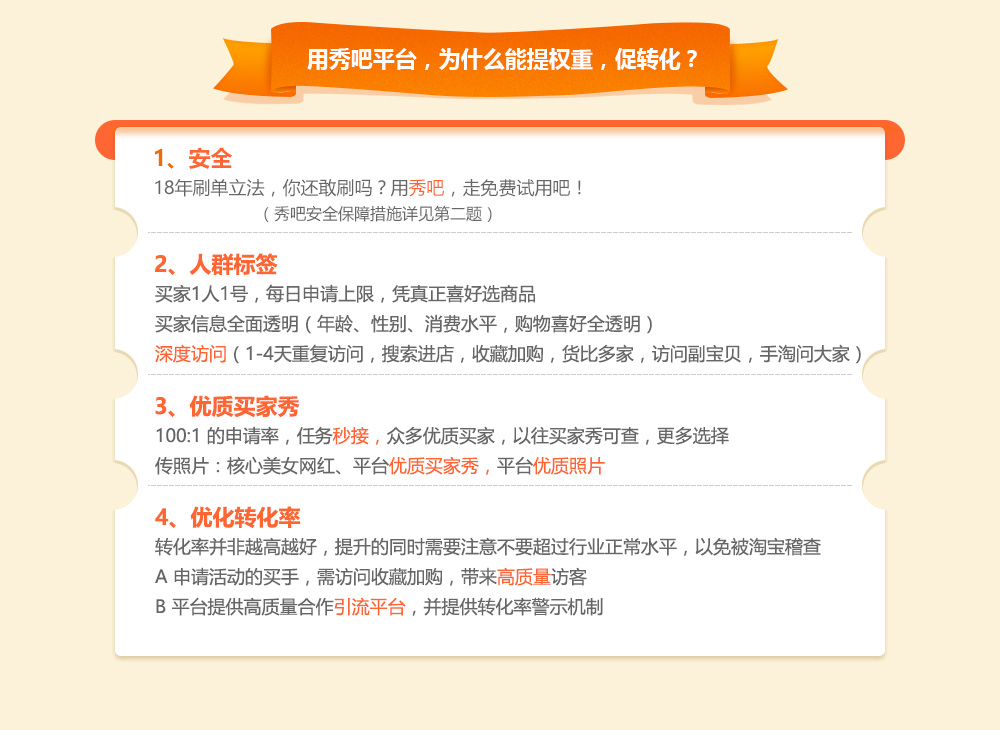 用秀吧平台，为什么能提权重，促转化？
1、安全
18年刷单立法，你还敢刷吗？用秀吧，走免费试用吧！
（秀吧安全保障措施详见第二题）
2、人群标签
买家1人1号，每日申请上限，凭真正喜好选商品
买家信息全面透明（年龄、性别、消费水平，购物喜好全透明）
深度访问（1-4天重复访问，搜索进店，收藏加购，货比多家，访问副宝贝，手淘问大家）
3、优质买家秀
100:1 的申请率，任务秒接，众多优质买家，以往买家秀可查，更多选择
传照片：核心美女网红、平台优质买家秀，平台优质照片
4、优化转化率
转化率并非越高越好，提升的同时需要注意不要超过行业正常水平，以免被淘宝稽查
A 申请活动的买手，需访问收藏加购，带来高质量访客
B 平台提供高质量合作引流平台，并提供转化率警示机制